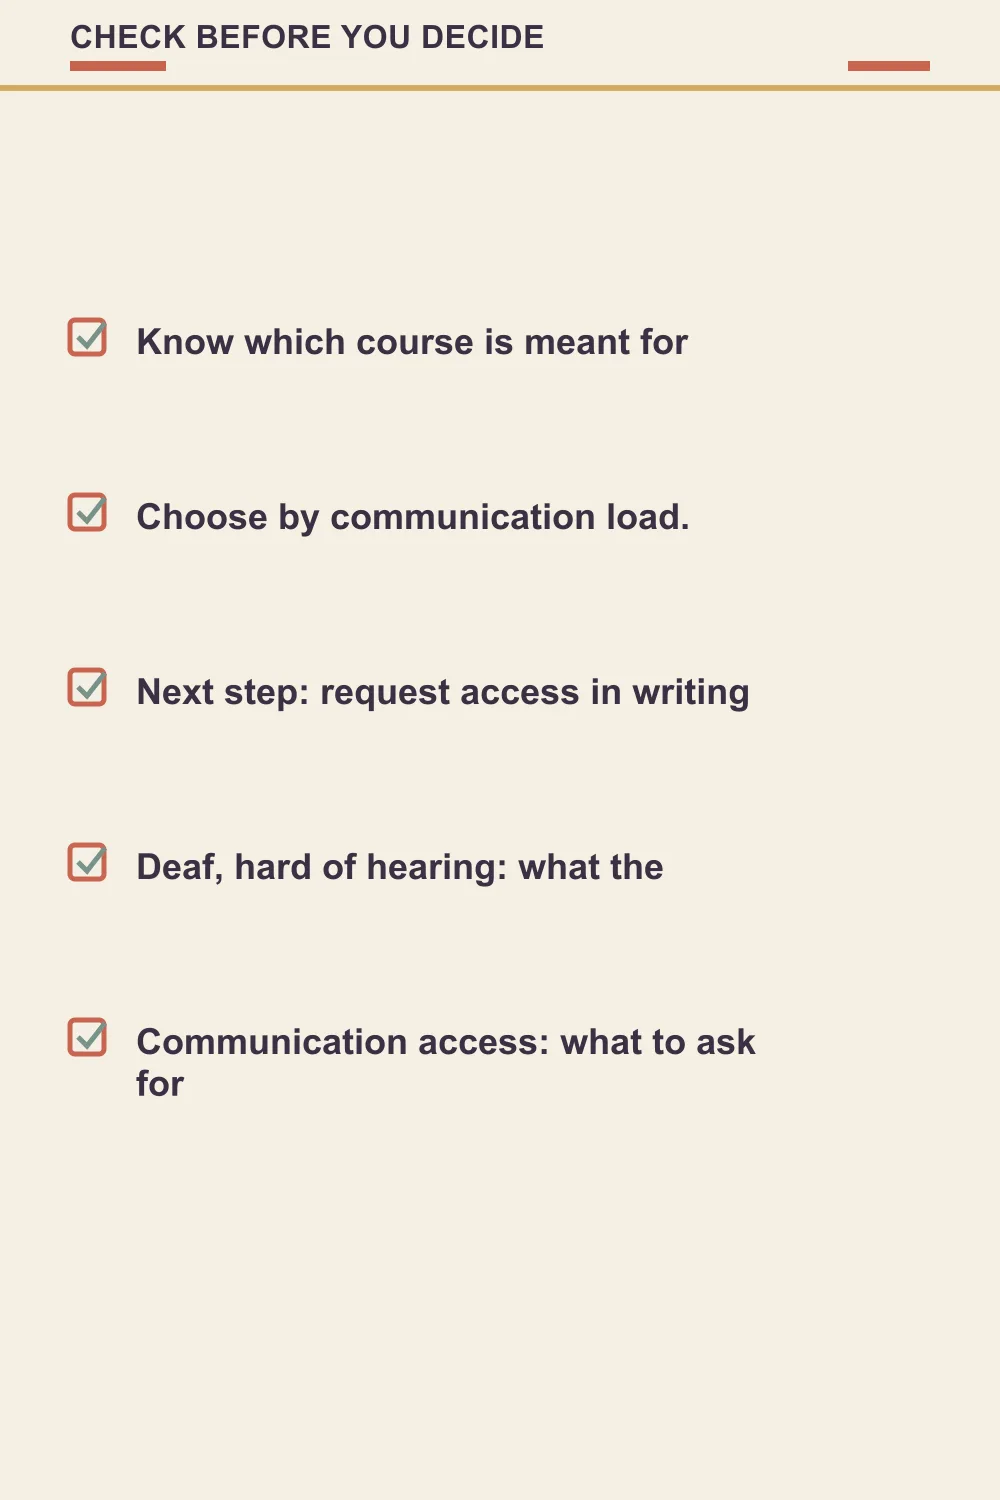 CHECK BEFORE YOU DECIDE
Know which course is meant for
Choose by communication load.
Next step: request access in writing
Deaf, hard of hearing: what the
Communication access: what to ask
for